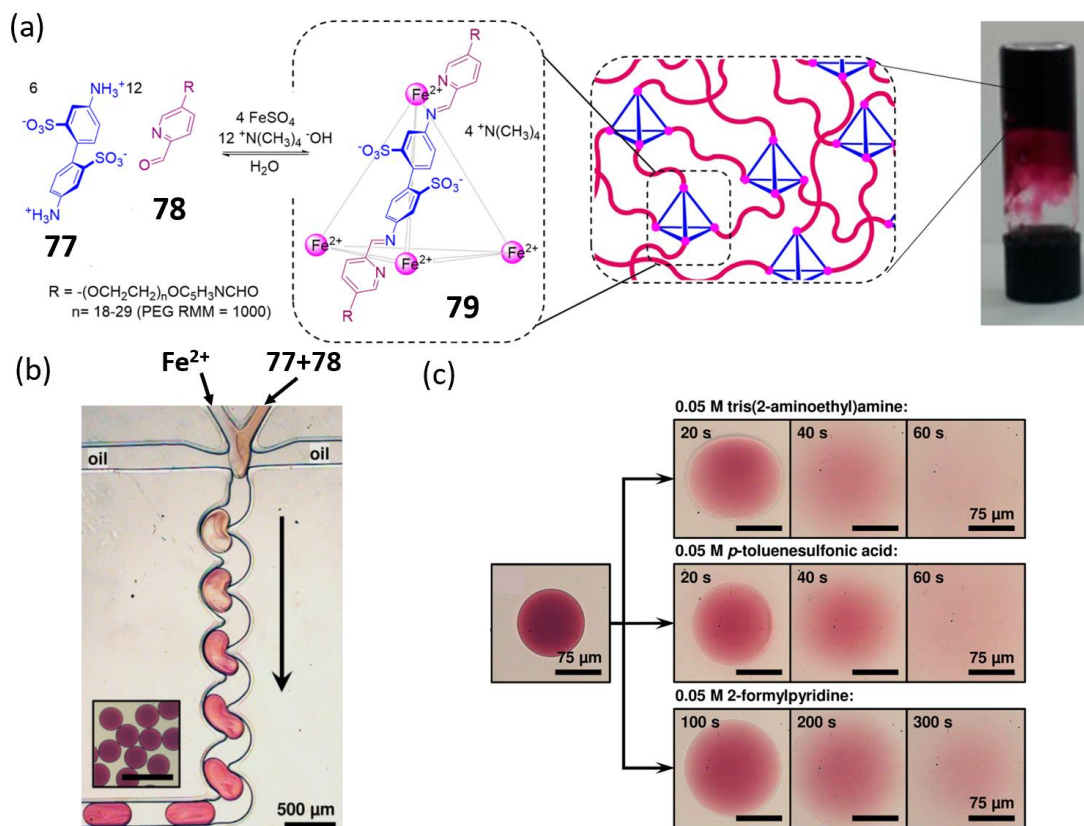 (a)
6
NH₃⁺12
R
N
O
⁻O₃S
SO₃⁻
⁺H₃N
77
78
4 FeSO₄
12 ⁺N(CH₃)₄ ⁻OH
H₂O
R
N
Fe²⁺
N
⁻O₃S
SO₃⁻
4 ⁺N(CH₃)₄
N
Fe²⁺
Fe²⁺
Fe²⁺
N
R
79
R = -(OCH₂CH₂)ₙOC₅H₃NCHO
n= 18-29 (PEG RMM = 1000)
(b)
Fe²⁺
77+78
oil
oil
500 µm
(c)
75 µm
0.05 M tris(2-aminoethyl)amine:
20 s
40 s
60 s
75 µm
0.05 M p-toluenesulfonic acid:
20 s
40 s
60 s
75 µm
0.05 M 2-formylpyridine:
100 s
200 s
300 s
75 µm